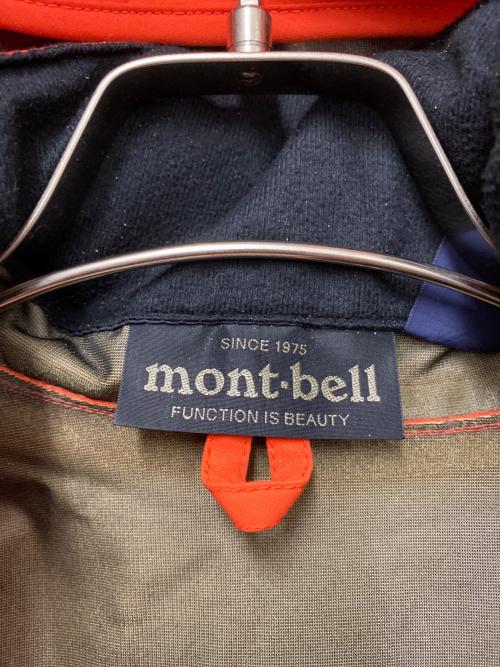 SINCE 1975
mont-bell
FUNCTION IS BEAUTY